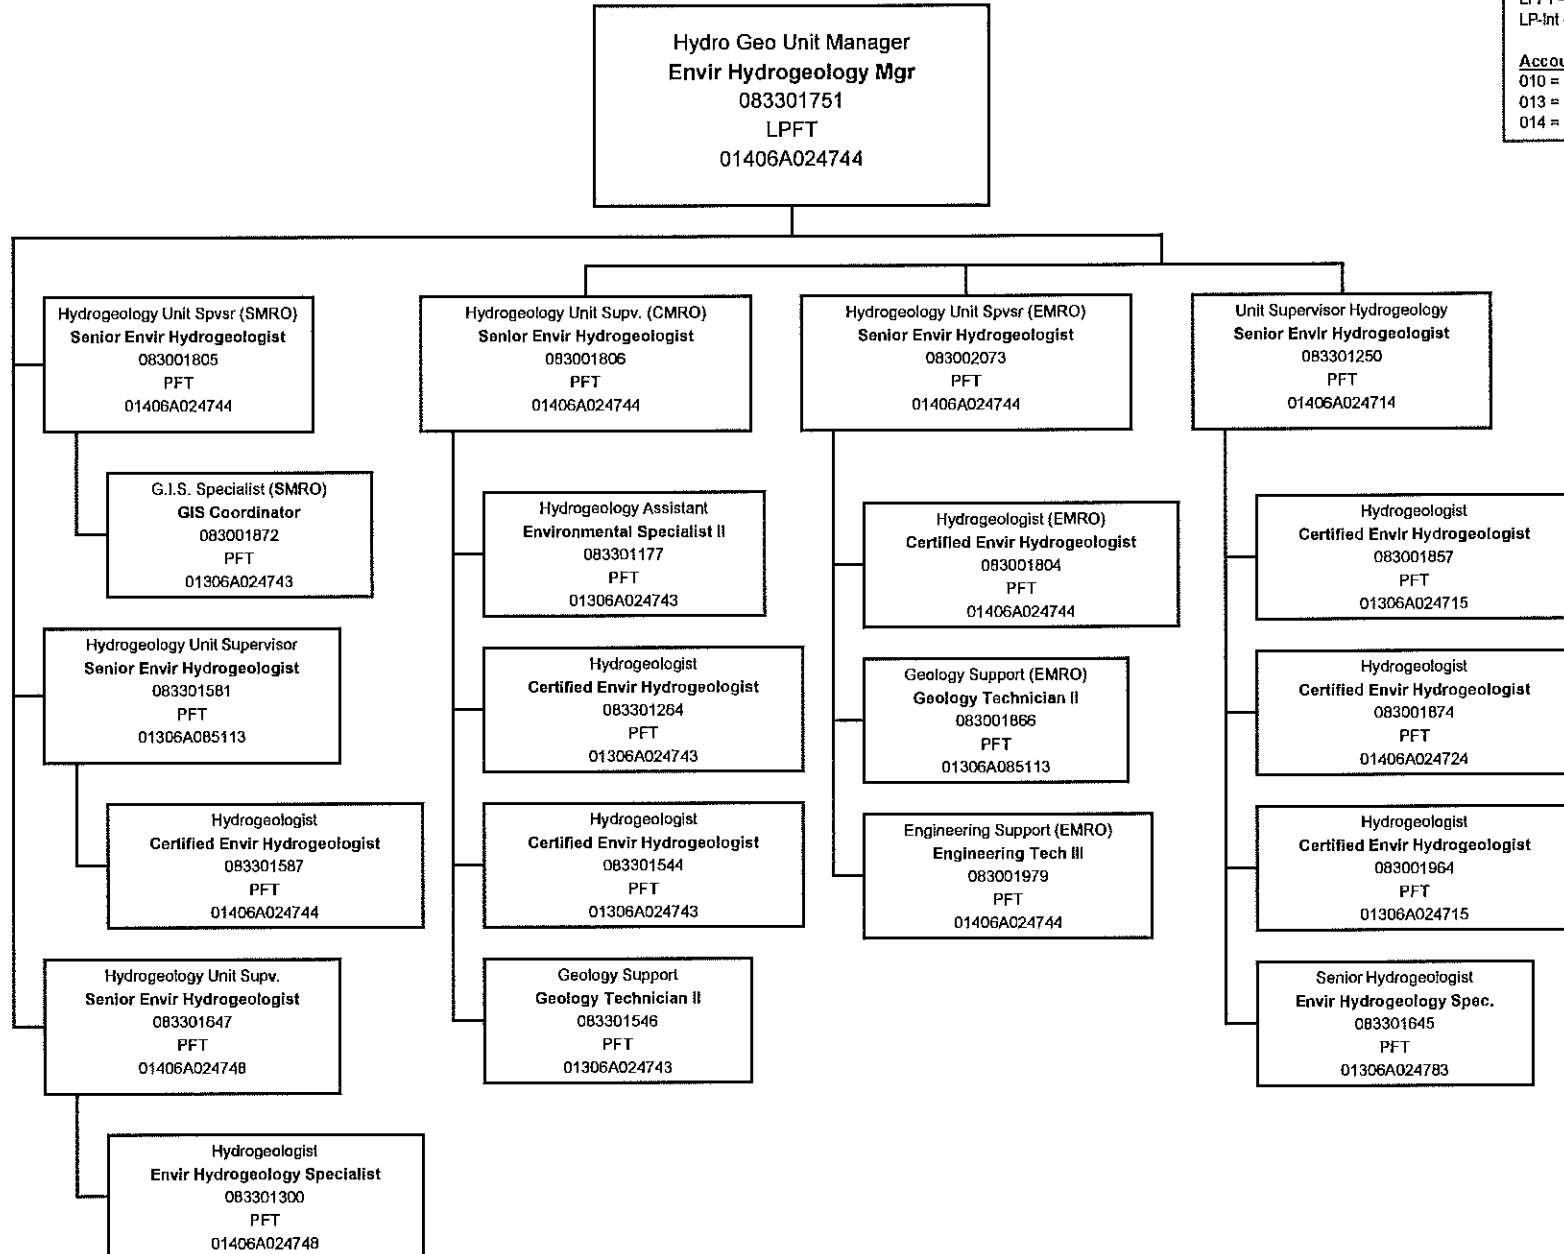 LP-Int
Accou
010 =
013 =
014 =
Hydro Geo Unit Manager
Envir Hydrogeology Mgr
083301751
LPFT
01406A024744
Hydrogeology Unit Spvsr (SMRO)
Senior Envir Hydrogeologist
083001805
PFT
01406A024744
G.I.S. Specialist (SMRO)
GIS Coordinator
083001872
PFT
01306A024743
Hydrogeology Unit Supervisor
Senior Envir Hydrogeologist
083301581
PFT
01306A085113
Hydrogeologist
Certified Envir Hydrogeologist
083301587
PFT
01406A024744
Hydrogeology Unit Supv.
Senior Envir Hydrogeologist
083301647
PFT
01406A024748
Hydrogeologist
Envir Hydrogeology Specialist
083301300
PFT
01406A024748
Hydrogeology Unit Supv. (CMRO)
Senior Envir Hydrogeologist
083001806
PFT
01406A024744
Hydrogeology Assistant
Environmental Specialist II
083301177
PFT
01306A024743
Hydrogeologist
Certified Envir Hydrogeologist
083301264
PFT
01306A024743
Hydrogeologist
Certified Envir Hydrogeologist
083301544
PFT
01306A024743
Geology Support
Geology Technician II
083301546
PFT
01306A024743
Hydrogeology Unit Spvsr (EMRO)
Senior Envir Hydrogeologist
083002073
PFT
01406A024744
Hydrogeologist (EMRO)
Certified Envir Hydrogeologist
083001804
PFT
01406A024744
Geology Support (EMRO)
Geology Technician II
083001866
PFT
01306A085113
Engineering Support (EMRO)
Engineering Tech III
083001979
PFT
01406A024744
Unit Supervisor Hydrogeology
Senior Envir Hydrogeologist
083301250
PFT
01406A024714
Hydrogeologist
Certified Envir Hydrogeologist
083001857
PFT
01306A024715
Hydrogeologist
Certified Envir Hydrogeologist
083001874
PFT
01406A024724
Hydrogeologist
Certified Envir Hydrogeologist
083001964
PFT
01306A024715
Senior Hydrogeologist
Envir Hydrogeology Spec.
083301645
PFT
01306A024783